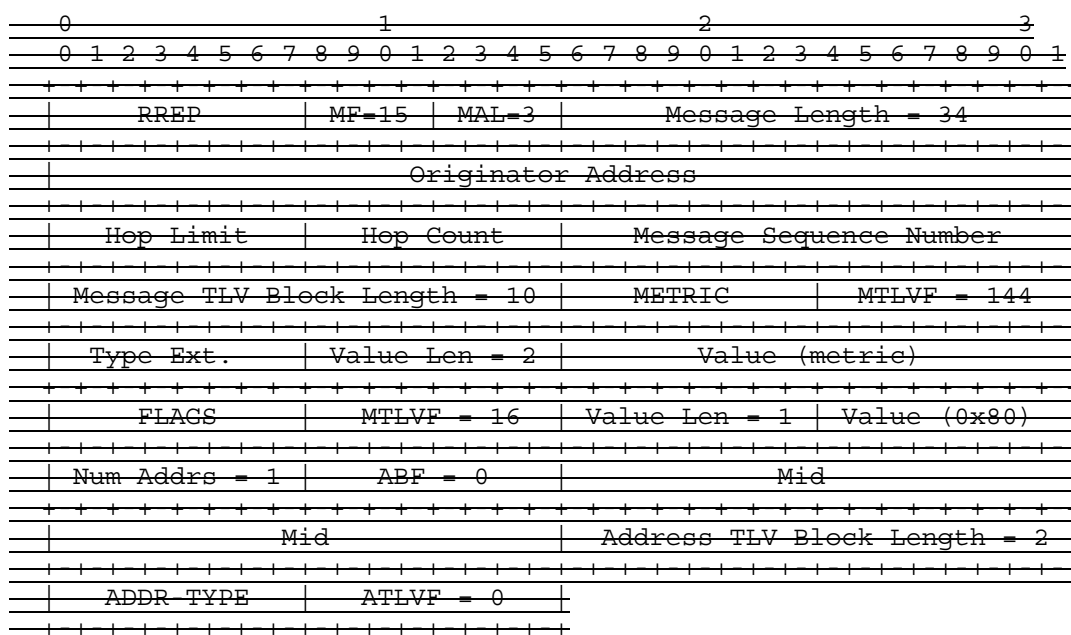 0 1 2 3
0 1 2 3 4 5 6 7 8 9 0 1 2 3 4 5 6 7 8 9 0 1 2 3 4 5 6 7 8 9 0 1
+-+-+-+-+-+-+-+-+-+-+-+-+-+-+-+-+-+-+-+-+-+-+-+-+-+-+-+-+-+-+-+-
| RREP | MF=15 | MAL=3 | Message Length = 34
+-+-+-+-+-+-+-+-+-+-+-+-+-+-+-+-+-+-+-+-+-+-+-+-+-+-+-+-+-+-+-+-
| Originator Address
+-+-+-+-+-+-+-+-+-+-+-+-+-+-+-+-+-+-+-+-+-+-+-+-+-+-+-+-+-+-+-+-
| Hop Limit | Hop Count | Message Sequence Number
+-+-+-+-+-+-+-+-+-+-+-+-+-+-+-+-+-+-+-+-+-+-+-+-+-+-+-+-+-+-+-+-
| Message TLV Block Length = 10 | METRIC | MTLVF = 144
+-+-+-+-+-+-+-+-+-+-+-+-+-+-+-+-+-+-+-+-+-+-+-+-+-+-+-+-+-+-+-+-
| Type Ext. | Value Len = 2 | Value (metric)
+-+-+-+-+-+-+-+-+-+-+-+-+-+-+-+-+-+-+-+-+-+-+-+-+-+-+-+-+-+-+-+-
| FLAGS | MTLVF = 16 | Value Len = 1 | Value (0x80)
+-+-+-+-+-+-+-+-+-+-+-+-+-+-+-+-+-+-+-+-+-+-+-+-+-+-+-+-+-+-+-+-
| Num Addrs = 1 | ABF = 0 | Mid
+-+-+-+-+-+-+-+-+-+-+-+-+-+-+-+-+-+-+-+-+-+-+-+-+-+-+-+-+-+-+-+-
| Mid | Address TLV Block Length = 2
+-+-+-+-+-+-+-+-+-+-+-+-+-+-+-+-+-+-+-+-+-+-+-+-+-+-+-+-+-+-+-+-
| ADDR-TYPE | ATLVF = 0 |
+-+-+-+-+-+-+-+-+-+-+-+-+-+-+-+-+